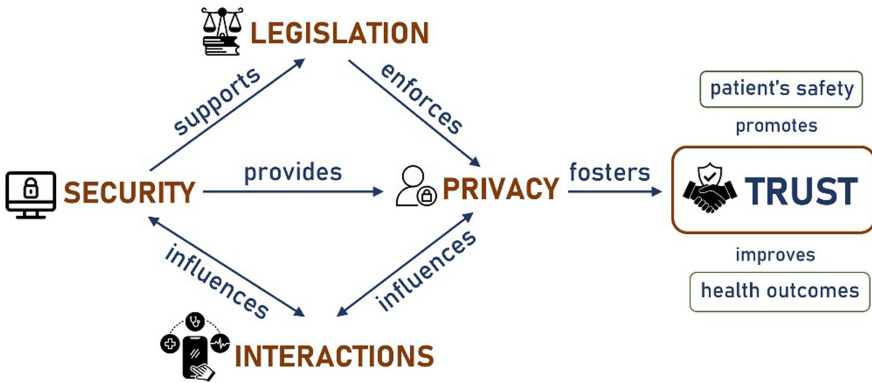 LEGISLATION
supports
enforces
patient's safety
promotes
SECURITY
provides
PRIVACY
fosters
TRUST
influences
influences
improves
health outcomes
INTERACTIONS